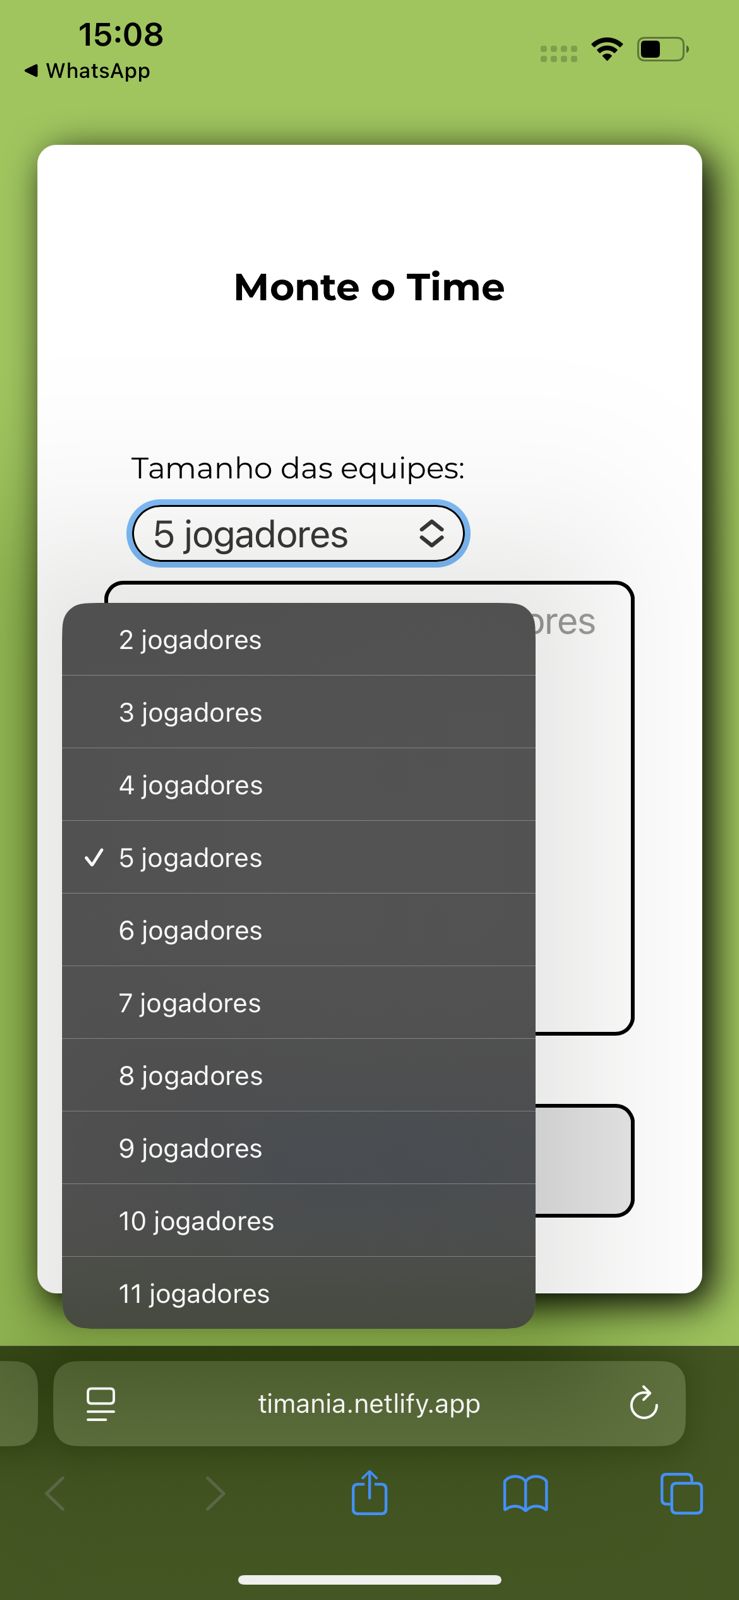 15:08
WhatsApp
Monte o Time
Tamanho das equipes:
5 jogadores
2 jogadores
3 jogadores
4 jogadores
5 jogadores
6 jogadores
7 jogadores
8 jogadores
9 jogadores
10 jogadores
11 jogadores
timania.netlify.app